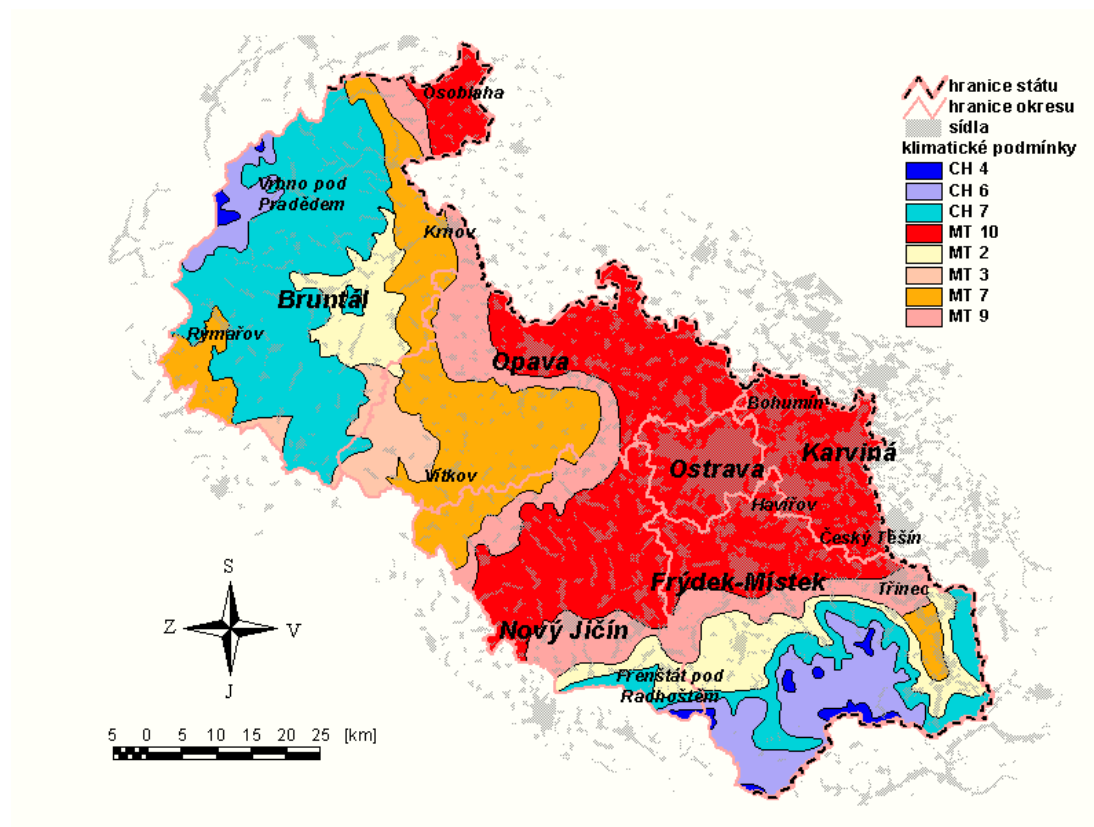 hranice státu
hranice okresu
sídla
klimatické podmínky
CH 4
CH 6
CH 7
MT 10
MT 2
MT 3
MT 7
MT 9
Osoblaha
Vrbno pod
Pradědem
Krnov
Bruntál
Rýmařov
Opava
Bohumín
Karviná
Ostrava
Vítkov
Havířov
Český Těšín
Frýdek-Místek
Třinec
Nový Jičín
Frenštát pod
Radhoštěm
S
Z
V
J
5 0 5 10 15 20 25 [km]